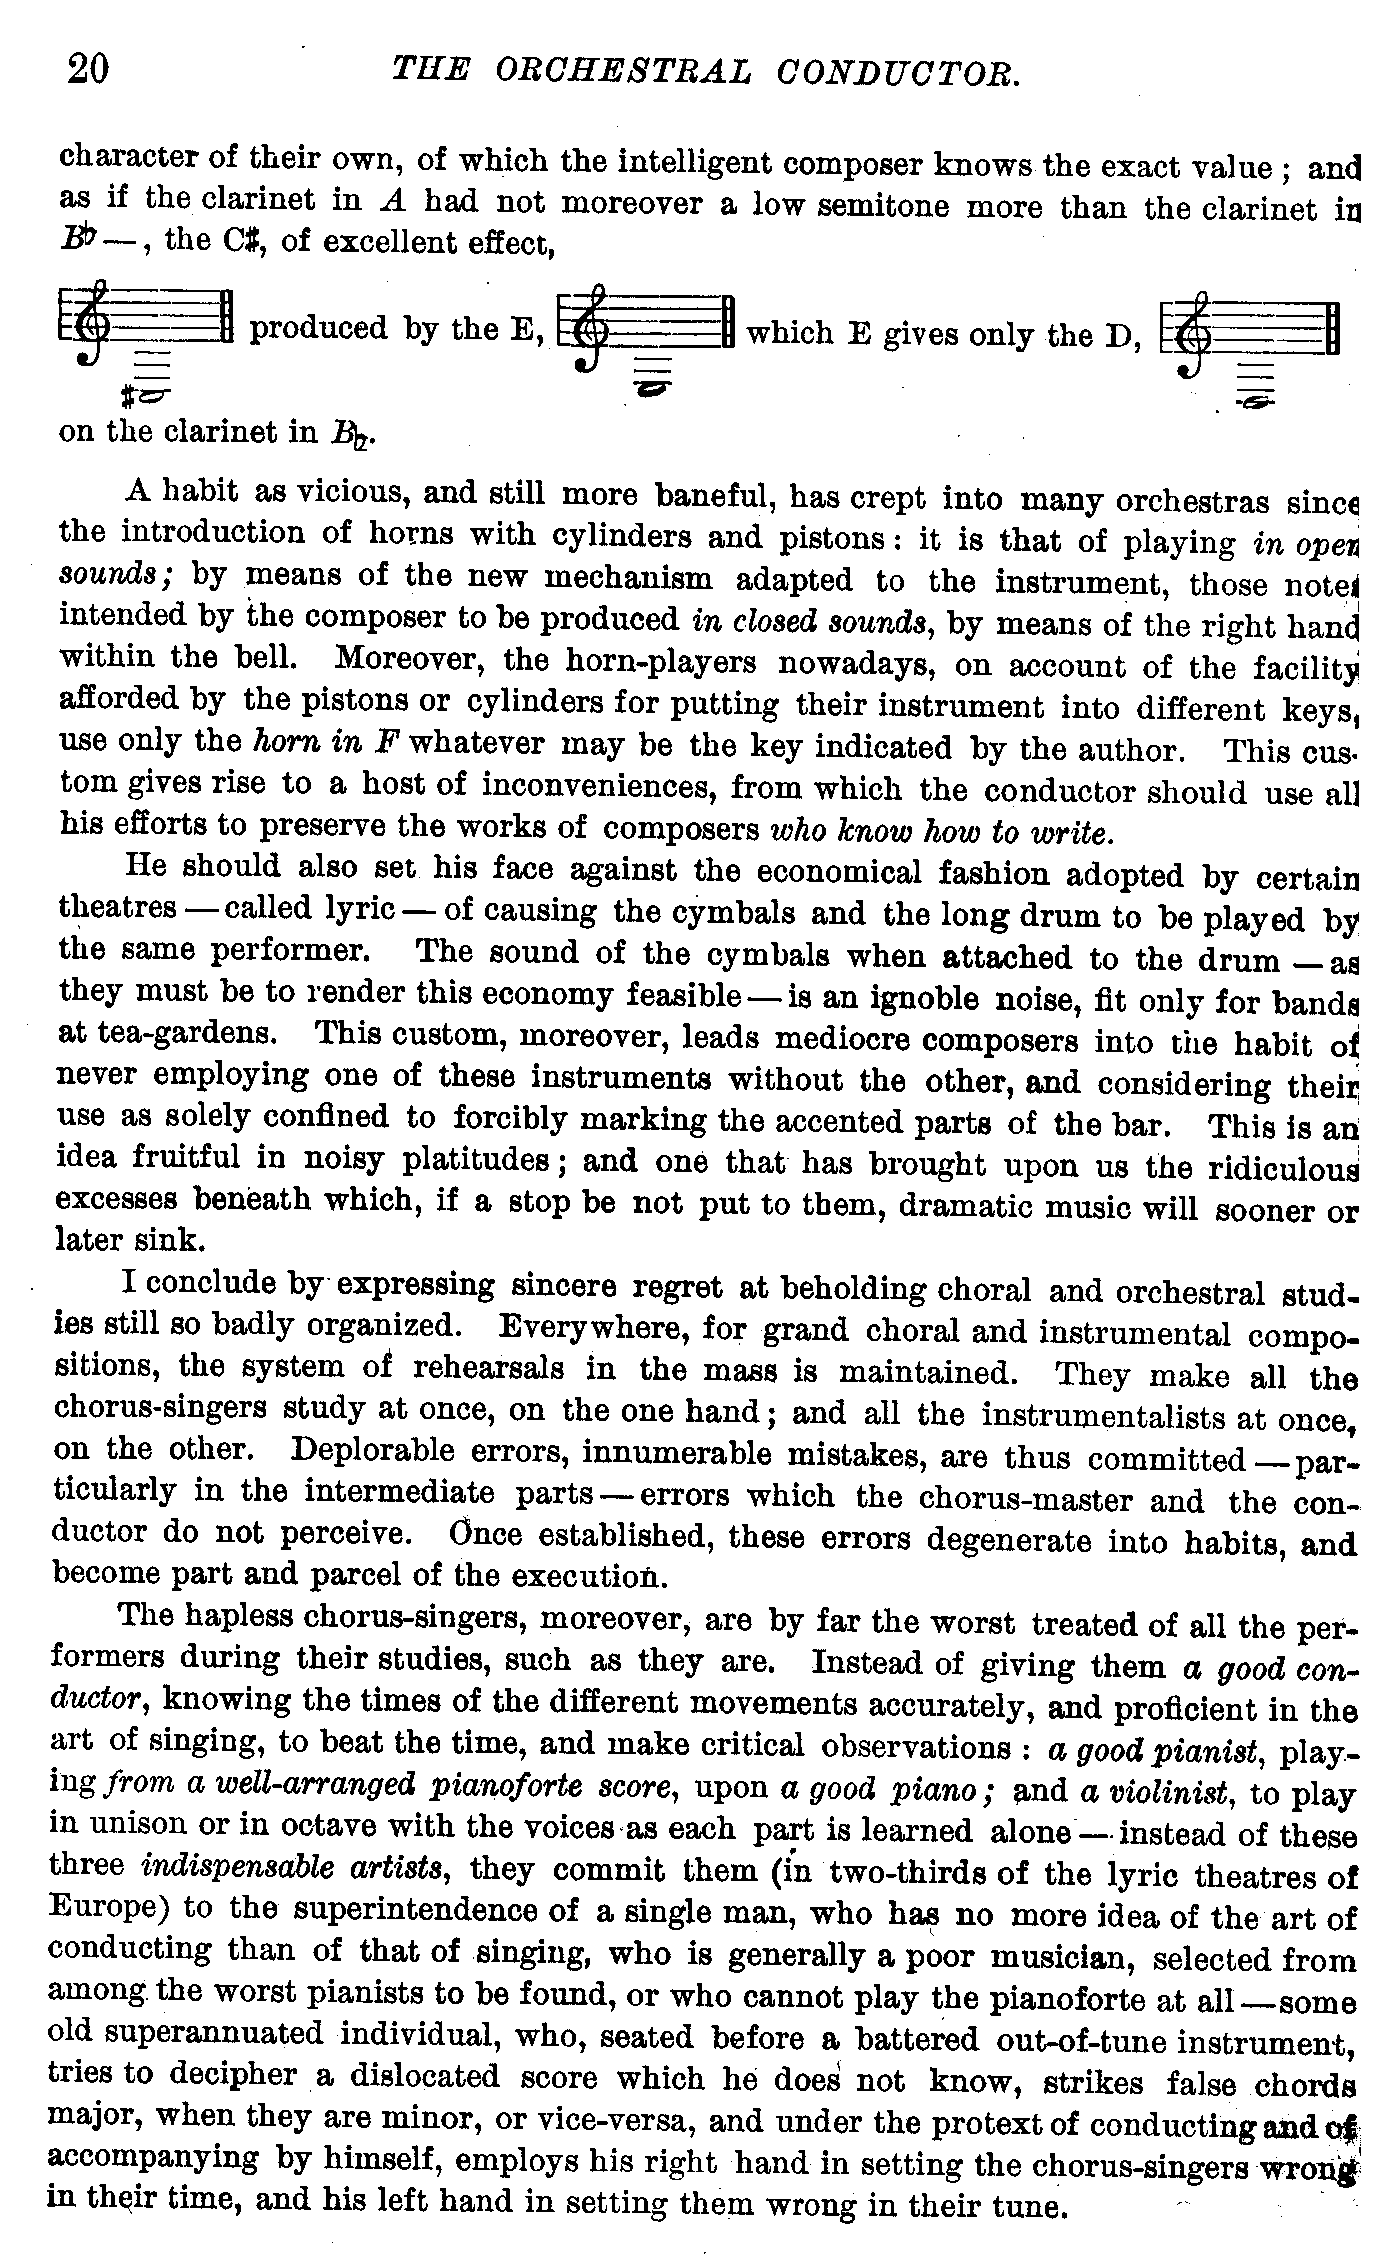 20 THE ORCHESTRAL CONDUCTOR.
character of their own, of which the intelligent composer knows the exact value ; and
as if the clarinet in A had not moreover a low semitone more than the clarinet in
B♭ — , the C♯, of excellent effect,
produced by the E, which E gives only the D,
on the clarinet in B♭.
A habit as vicious, and still more baneful, has crept into many orchestras since
the introduction of horns with cylinders and pistons : it is that of playing in open
sounds ; by means of the new mechanism adapted to the instrument, those notes
intended by the composer to be produced in closed sounds, by means of the right hand
within the bell. Moreover, the horn-players nowadays, on account of the facility
afforded by the pistons or cylinders for putting their instrument into different keys,
use only the horn in F whatever may be the key indicated by the author. This cus-
tom gives rise to a host of inconveniences, from which the conductor should use all
his efforts to preserve the works of composers who know how to write.
He should also set his face against the economical fashion adopted by certain
theatres — called lyric — of causing the cymbals and the long drum to be played by
the same performer. The sound of the cymbals when attached to the drum — as
they must be to render this economy feasible — is an ignoble noise, fit only for bands
at tea-gardens. This custom, moreover, leads mediocre composers into the habit of
never employing one of these instruments without the other, and considering their
use as solely confined to forcibly marking the accented parts of the bar. This is an
idea fruitful in noisy platitudes ; and one that has brought upon us the ridiculous
excesses beneath which, if a stop be not put to them, dramatic music will sooner or
later sink.
I conclude by expressing sincere regret at beholding choral and orchestral stud-
ies still so badly organized. Everywhere, for grand choral and instrumental compo-
sitions, the system of rehearsals in the mass is maintained. They make all the
chorus-singers study at once, on the one hand ; and all the instrumentalists at once,
on the other. Deplorable errors, innumerable mistakes, are thus committed — par-
ticularly in the intermediate parts — errors which the chorus-master and the con-
ductor do not perceive. Once established, these errors degenerate into habits, and
become part and parcel of the execution.
The hapless chorus-singers, moreover, are by far the worst treated of all the per-
formers during their studies, such as they are. Instead of giving them a good con-
ductor, knowing the times of the different movements accurately, and proficient in the
art of singing, to beat the time, and make critical observations : a good pianist, play-
ing from a well-arranged pianoforte score, upon a good piano ; and a violinist, to play
in unison or in octave with the voices as each part is learned alone — instead of these
three indispensable artists, they commit them (in two-thirds of the lyric theatres of
Europe) to the superintendence of a single man, who has no more idea of the art of
conducting than of that of singing, who is generally a poor musician, selected from
among the worst pianists to be found, or who cannot play the pianoforte at all — some
old superannuated individual, who, seated before a battered out-of-tune instrument,
tries to decipher a dislocated score which he does not know, strikes false chords
major, when they are minor, or vice-versa, and under the protext of conducting and of
accompanying by himself, employs his right hand in setting the chorus-singers wrong
in their time, and his left hand in setting them wrong in their tune.